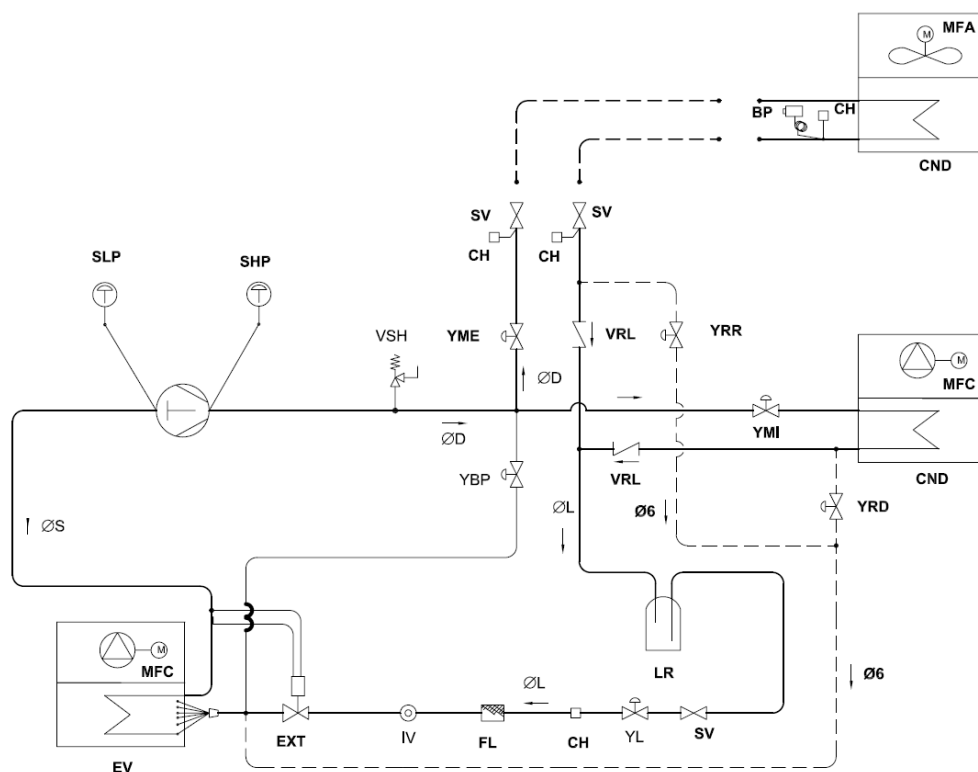 M MFA
BP CH
CND
SV SV
CH CH
SLP SHP
VSH YME VRL YRR
ØD
M
MFC
ØD YMI
VRL CND
YBP
ØL Ø6 YRD
ØS
LR
M
MFC
ØL Ø6
EXT IV FL CH YL SV
EV